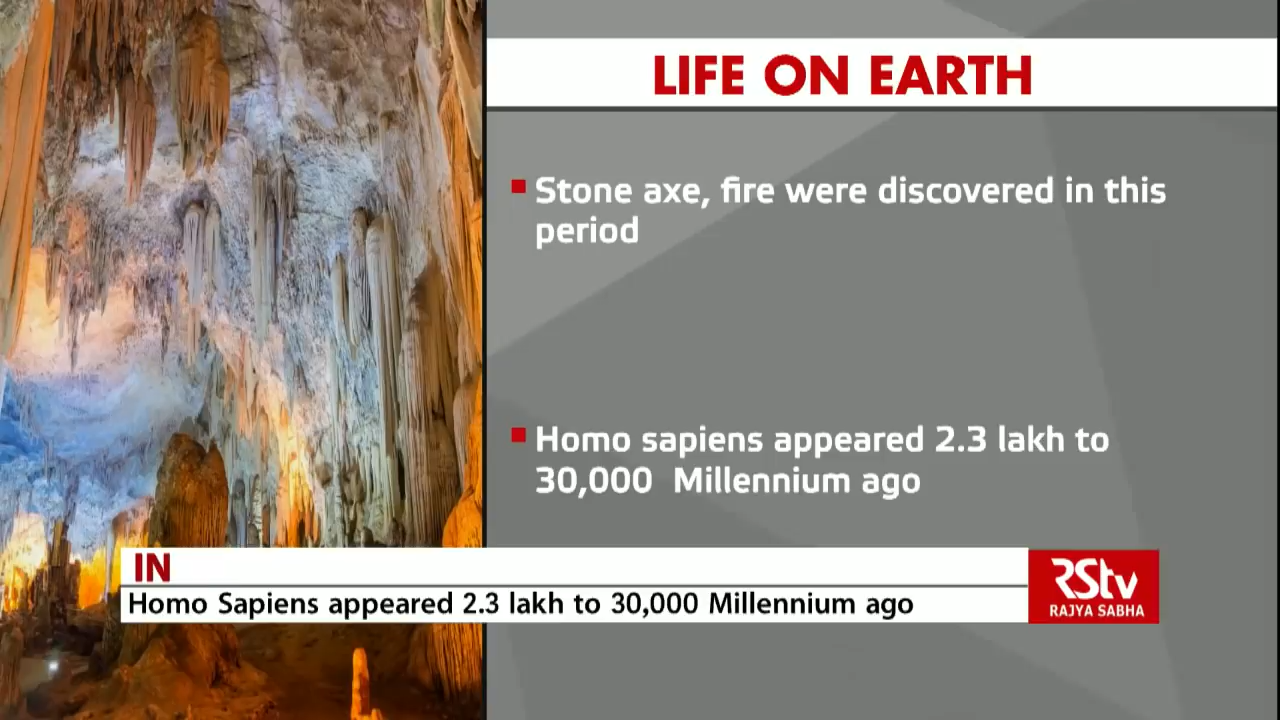 LIFE ON EARTH
Stone axe, fire were discovered in this
period
Homo sapiens appeared 2.3 lakh to
30,000 Millennium ago
IN
Homo Sapiens appeared 2.3 lakh to 30,000 Millennium ago
RStv
RAJYA SABHA